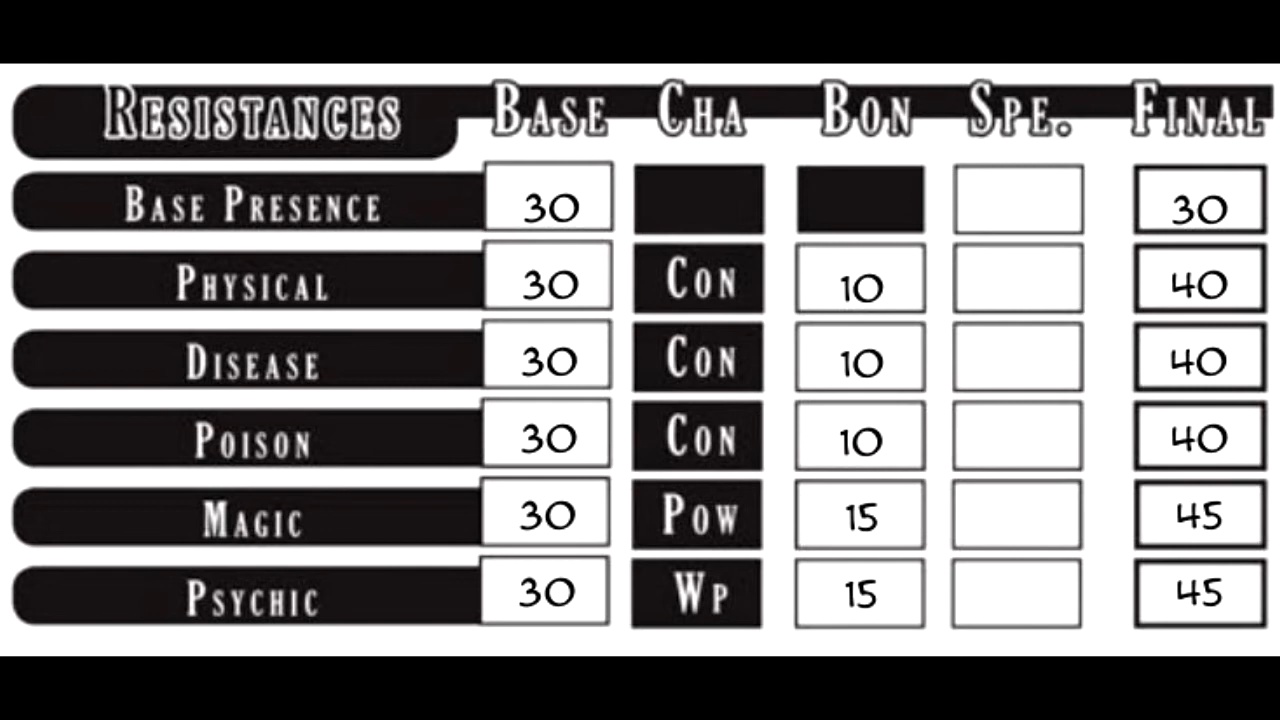 RESISTANCES BASE CHA BON SPE. FINAL
BASE PRESENCE 30 30
PHYSICAL 30 CON 10 40
DISEASE 30 CON 10 40
POISON 30 CON 10 40
MAGIC 30 POW 15 45
PSYCHIC 30 WP 15 45